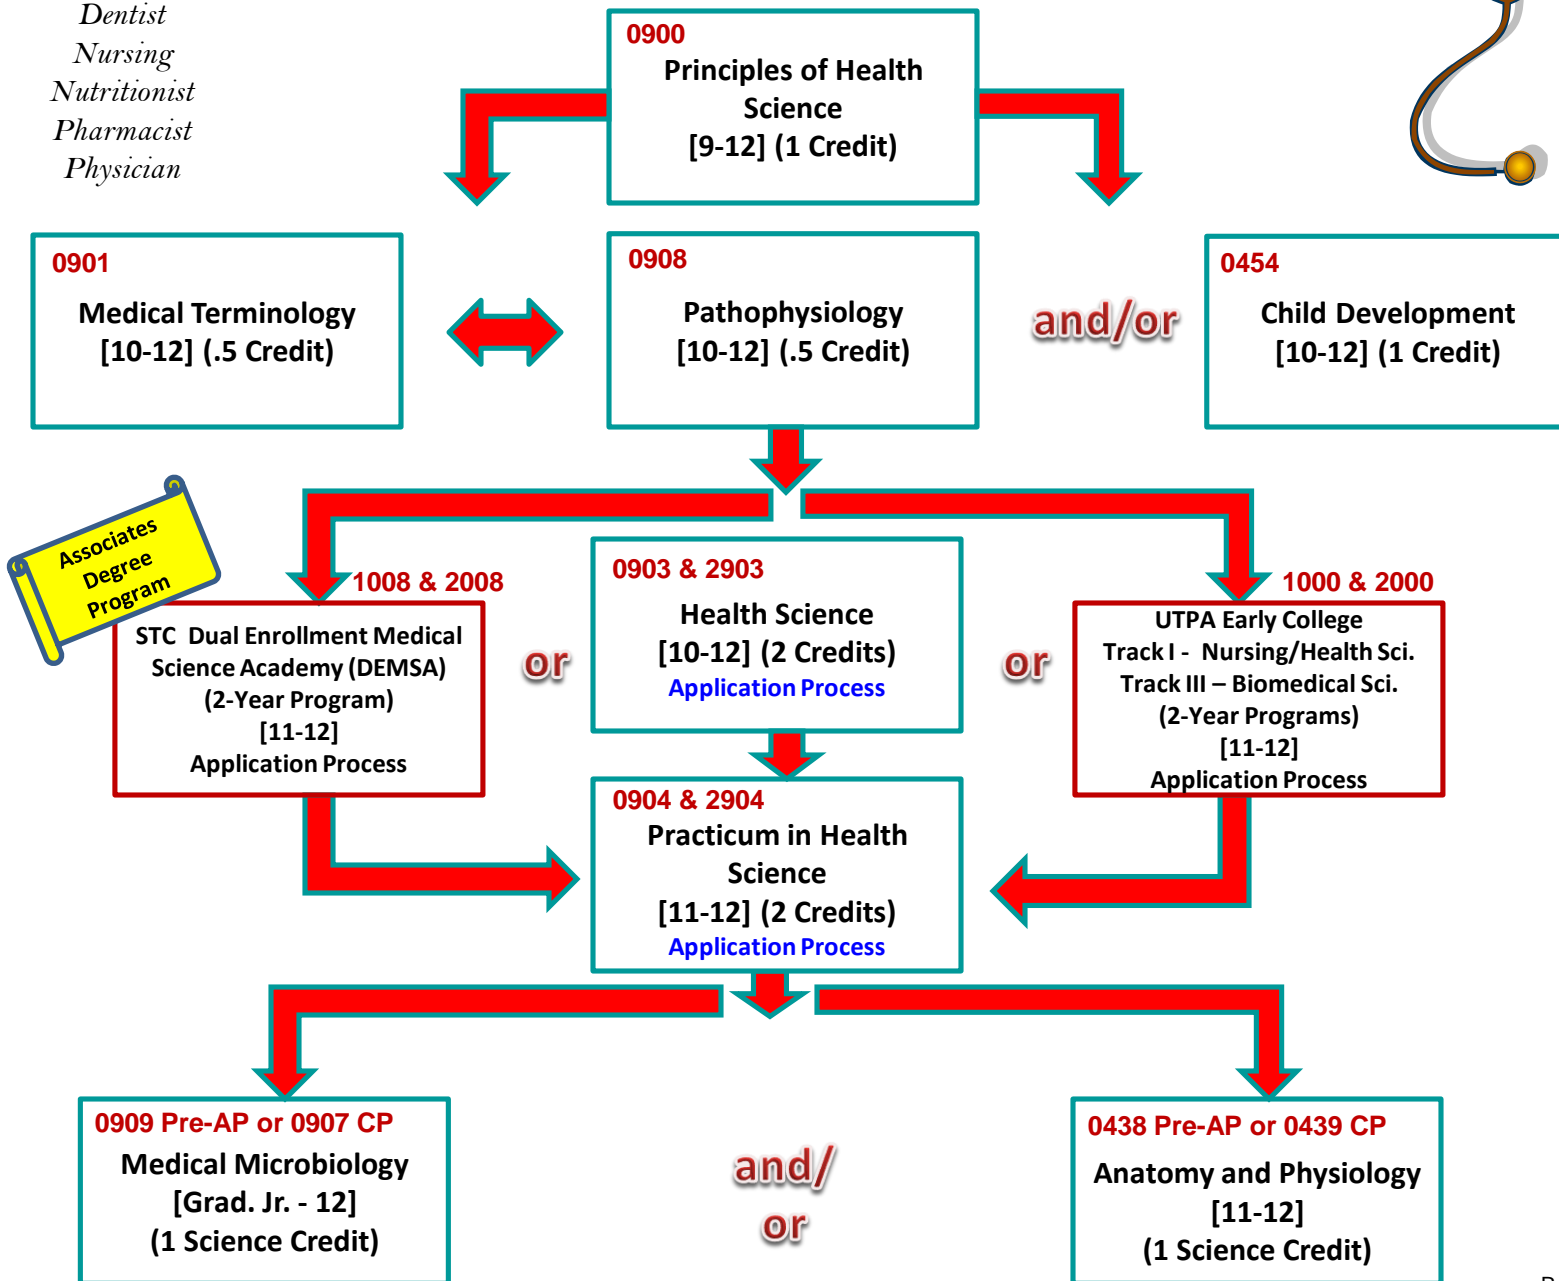 Dentist
Nursing
Nutritionist
Pharmacist
Physician
0900
Principles of Health
Science
[9-12] (1 Credit)
0901
Medical Terminology
[10-12] (.5 Credit)
0908
Pathophysiology
[10-12] (.5 Credit)
and/or
0454
Child Development
[10-12] (1 Credit)
Associates
Degree
Program
1008 & 2008
STC  Dual Enrollment Medical
Science Academy (DEMSA)
(2-Year Program)
[11-12]
Application Process
or
0903 & 2903
Health Science
[10-12] (2 Credits)
Application Process
or
1000 & 2000
UTPA Early College
Track I -  Nursing/Health Sci.
Track III – Biomedical Sci.
(2-Year Programs)
[11-12]
Application Process
0904 & 2904
Practicum in Health
Science
[11-12] (2 Credits)
Application Process
0909 Pre-AP or 0907 CP
Medical Microbiology
[Grad. Jr. - 12]
(1 Science Credit)
and/
or
0438 Pre-AP or 0439 CP
Anatomy and Physiology
[11-12]
(1 Science Credit)